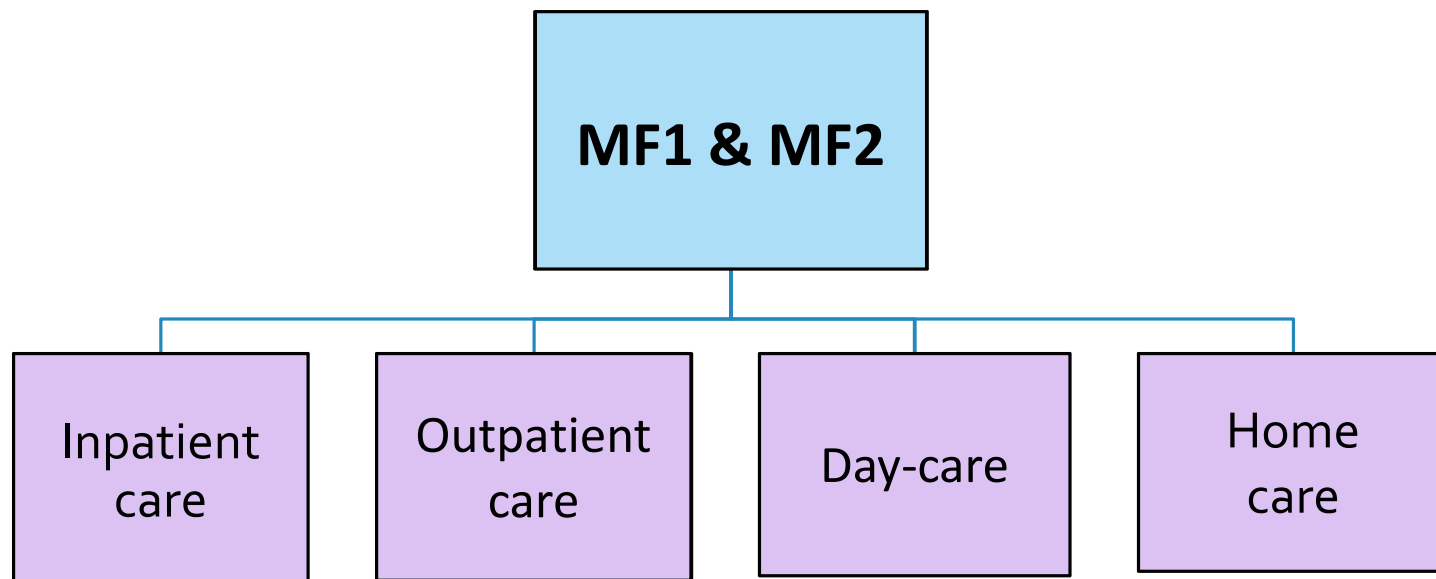 MF1 & MF2
Inpatient
care
Outpatient
care
Day-care
Home
care